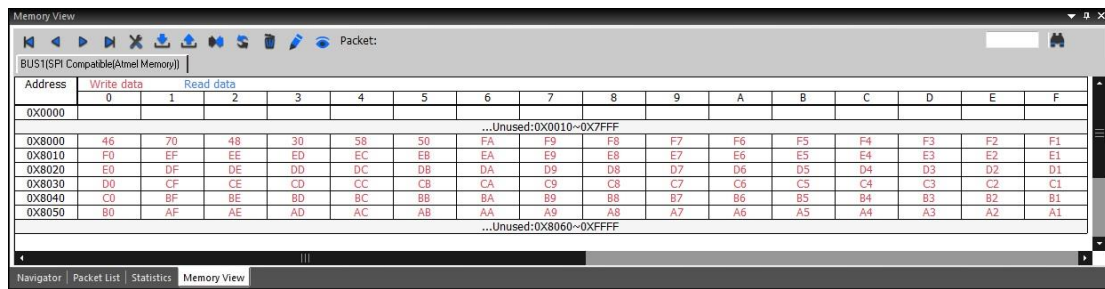 Memory View
Packet:
BUS1(SPI Compatible(Atmel Memory))
Address Write data Read data
0 1 2 3 4 5 6 7 8 9 A B C D E F
0X0000
...Unused:0X0010~0X7FFF
0X8000 46 70 48 30 58 50 FA F9 F8 F7 F6 F5 F4 F3 F2 F1
0X8010 F0 EF EE ED EC EB EA E9 E8 E7 E6 E5 E4 E3 E2 E1
0X8020 E0 DF DE DD DC DB DA D9 D8 D7 D6 D5 D4 D3 D2 D1
0X8030 D0 CF CE CD CC CB CA C9 C8 C7 C6 C5 C4 C3 C2 C1
0X8040 C0 BF BE BD BC BB BA B9 B8 B7 B6 B5 B4 B3 B2 B1
0X8050 B0 AF AE AD AC AB AA A9 A8 A7 A6 A5 A4 A3 A2 A1
...Unused:0X8060~0XFFFF
Navigator Packet List Statistics Memory View